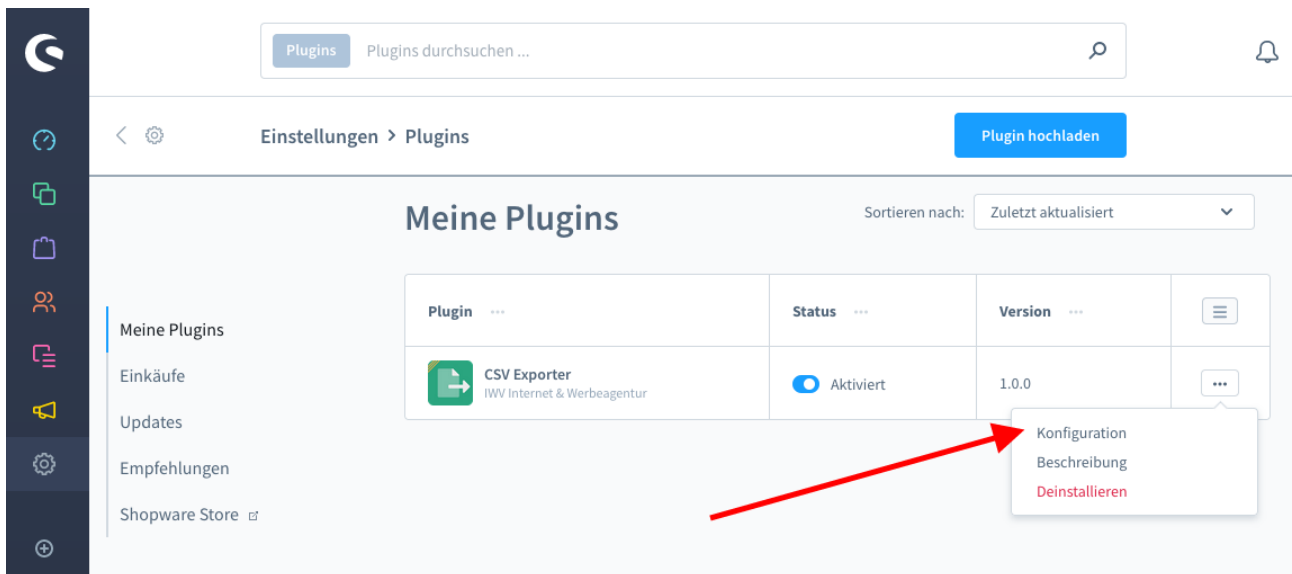 Plugins Plugins durchsuchen ...
Einstellungen > Plugins
Plugin hochladen
Meine Plugins
Sortieren nach: Zuletzt aktualisiert
Meine Plugins
Einkäufe
Updates
Empfehlungen
Shopware Store
Plugin ... Status ... Version ...
CSV Exporter
IWV Internet & Werbeagentur
Aktiviert
1.0.0
Konfiguration
Beschreibung
Deinstallieren